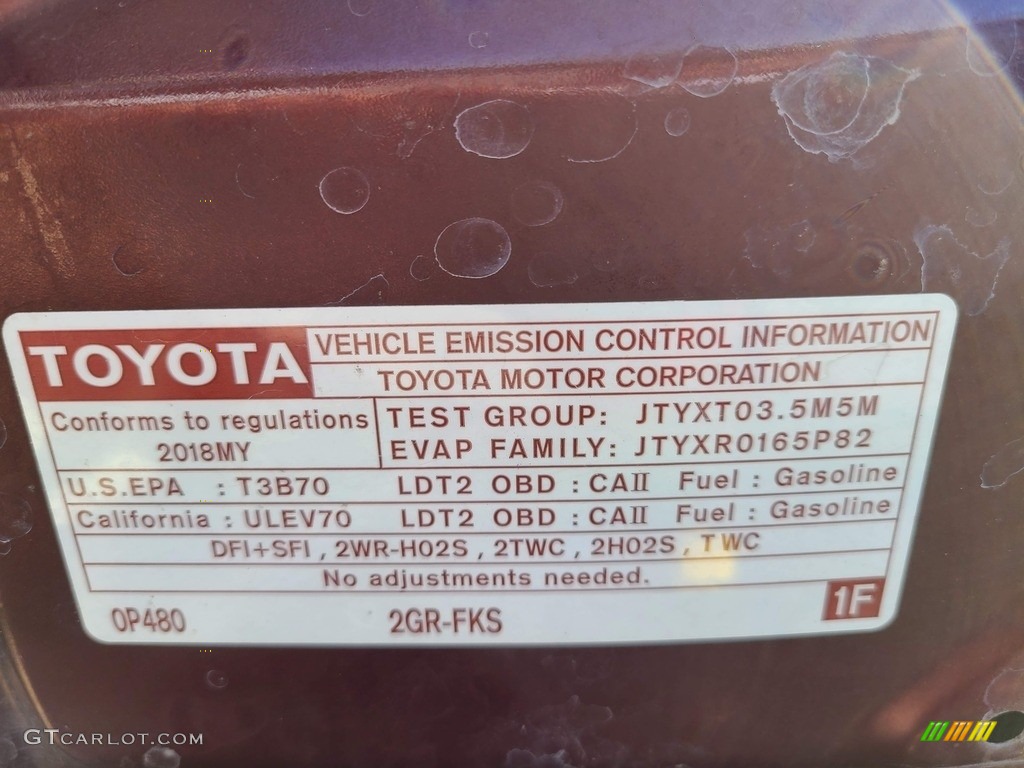 TOYOTA VEHICLE EMISSION CONTROL INFORMATION
TOYOTA MOTOR CORPORATION
Conforms to regulations
2018MY
TEST GROUP: JTYXT03.5M5M
EVAP FAMILY: JTYXR0165P82
U.S.EPA : T3B70 LDT2 OBD : CAII Fuel : Gasoline
California : ULEV70 LDT2 OBD : CAII Fuel : Gasoline
DFI+SFI, 2WR-HO2S, 2TWC, 2HO2S, TWC
No adjustments needed.
0P480 2GR-FKS 1F
GTCARLOT.COM